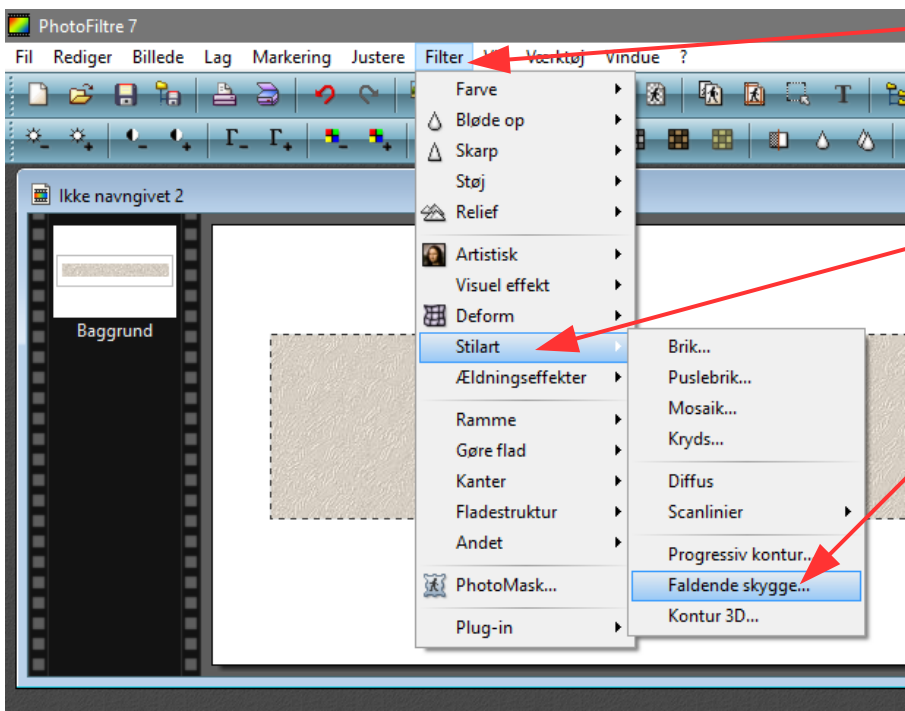 PhotoFiltre 7
Fil Rediger Billede Lag Markering Justere Filter Værktøj Vindue ?
Ikke navngivet 2
Baggrund
Farve
Bløde op
Skarp
Støj
Relief
Artistisk
Visuel effekt
Deform
Stilart
Ældningseffekter
Ramme
Gøre flad
Kanter
Fladestruktur
Andet
PhotoMask...
Plug-in
Brik...
Puslebrik...
Mosaik...
Kryds...
Diffus
Scanlinier
Progressiv kontur...
Faldende skygge...
Kontur 3D...